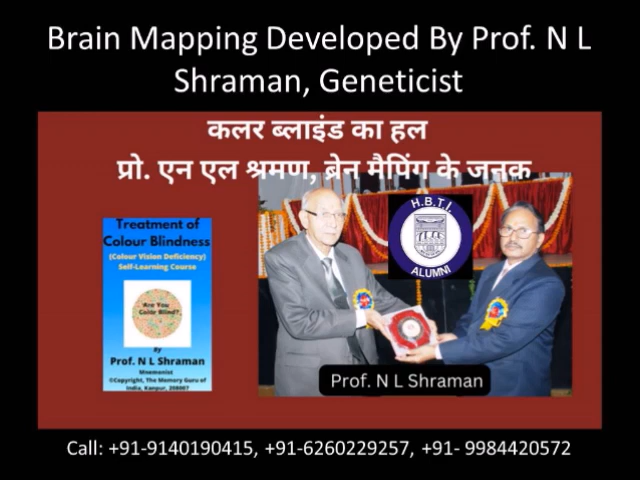 Brain Mapping Developed By Prof. N L
Shraman, Geneticist
कलर ब्लाइंड का हल
प्रो. एन एल श्रमण, ब्रेन मैपिंग के जनक
Treatment of
Colour Blindness
(Colour Vision Deficiency)
Self-Learning Course
Are You
Color Blind?
By
Prof. N L Shraman
Mnemonist
©Copyright, The Memory Guru of
India, Kanpur, 208007
H.B.T.I.
ALUMNI
Prof. N L Shraman
Call: +91-9140190415, +91-6260229257, +91- 9984420572